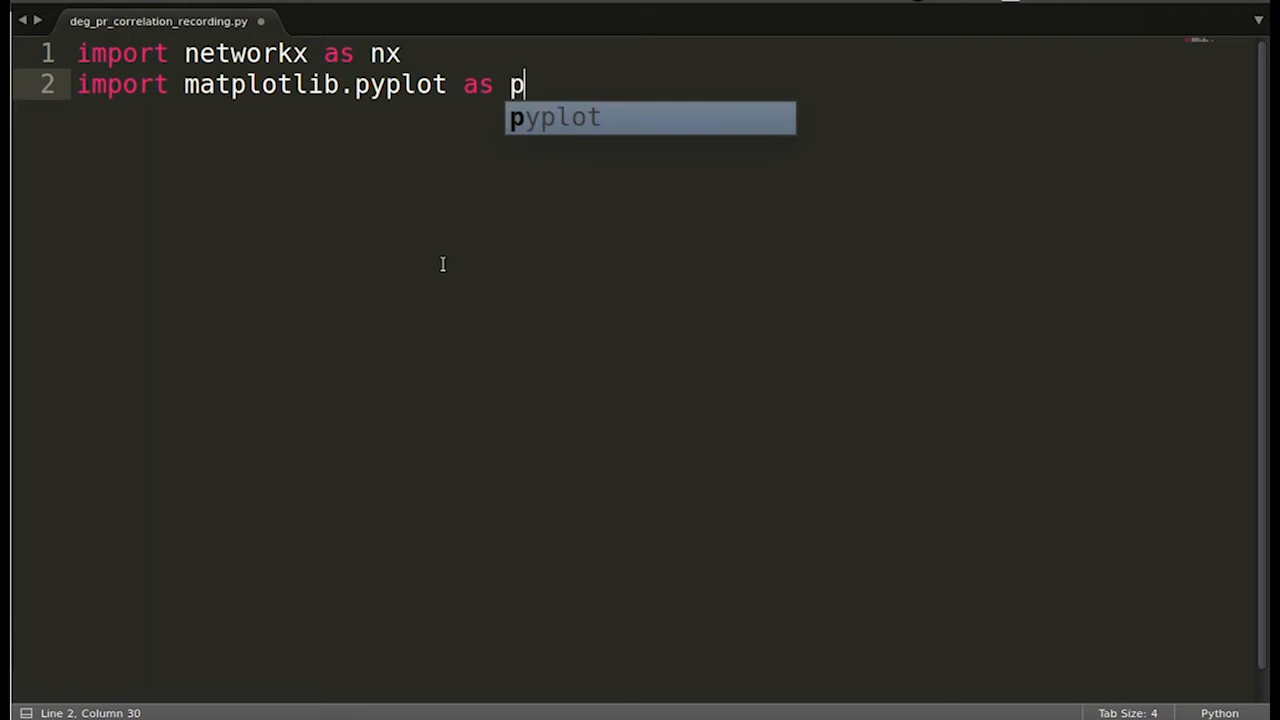 deg_pr_correlation_recording.py
1 import networkx as nx
2 import matplotlib.pyplot as p
pyplot
Line 2, Column 30
Tab Size: 4
Python